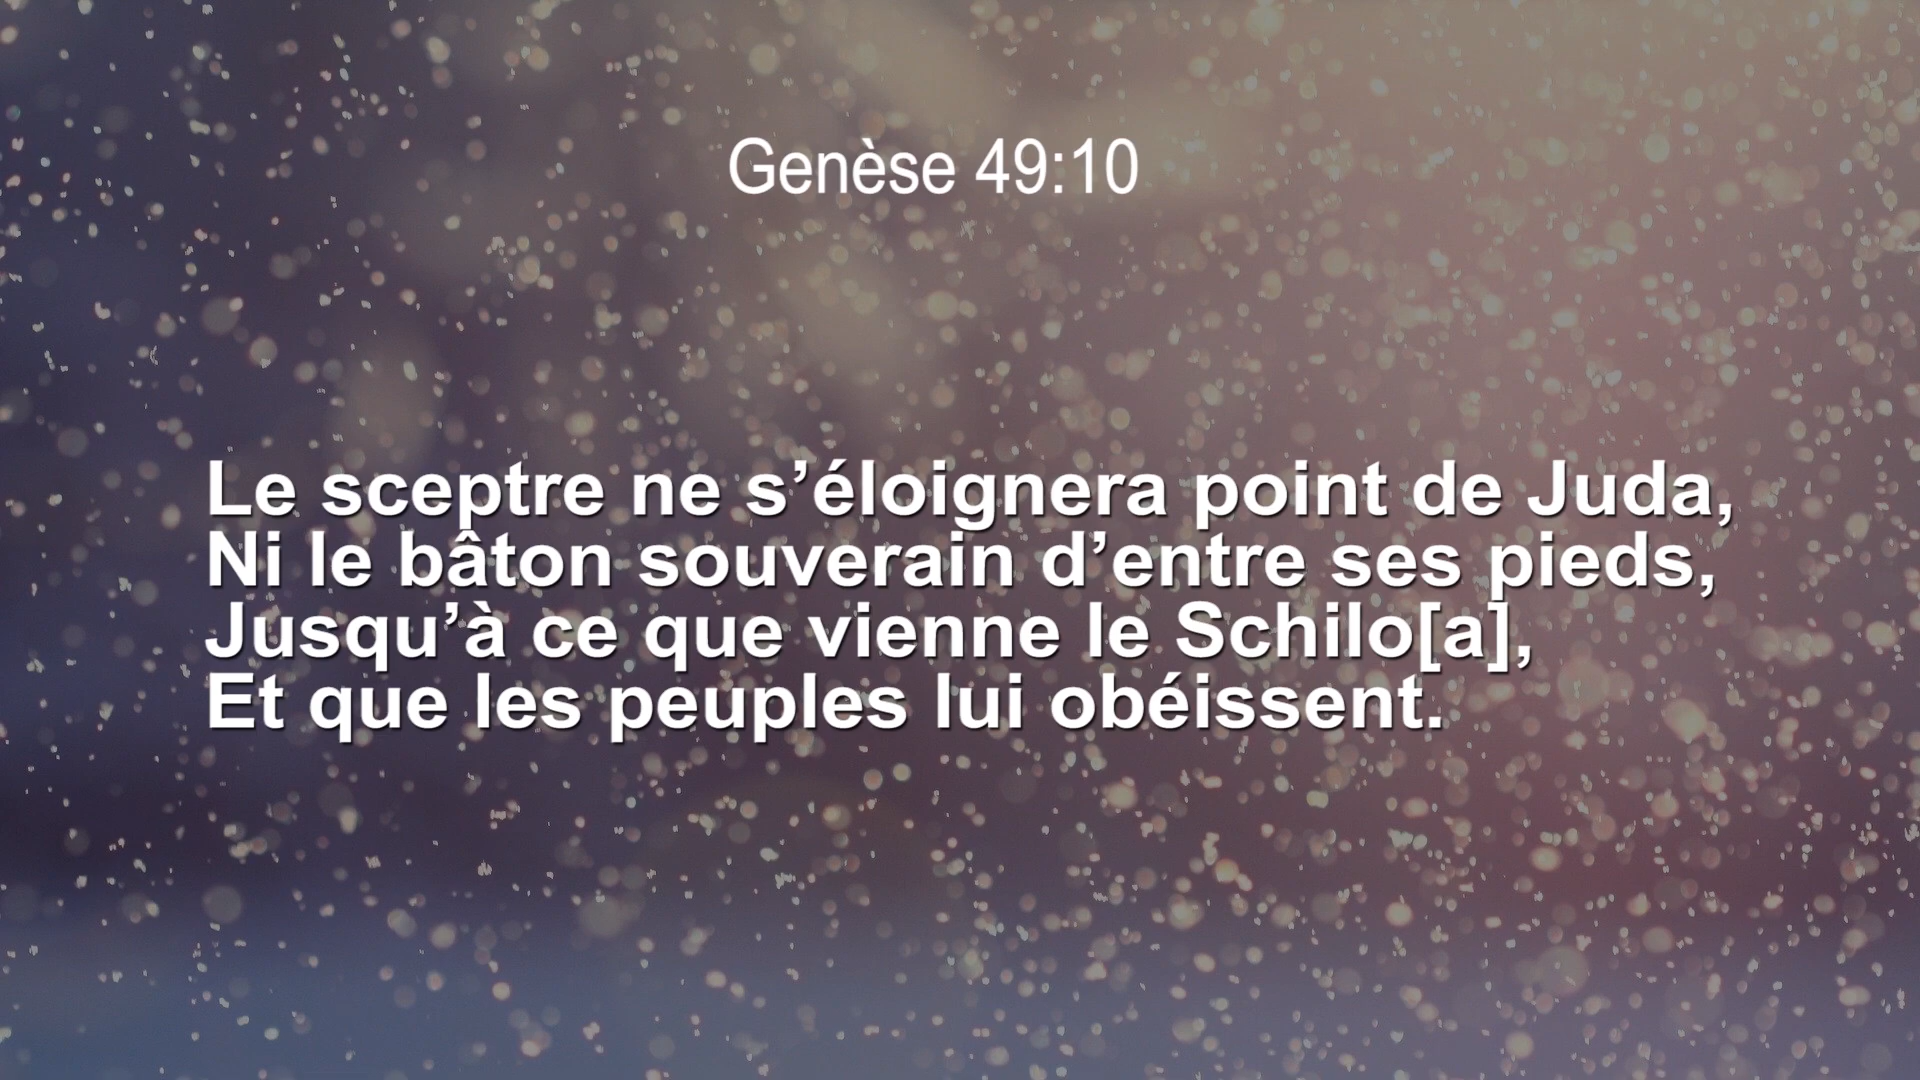 Genèse 49:10
Le sceptre ne s’éloignera point de Juda,
Ni le bâton souverain d’entre ses pieds,
Jusqu’à ce que vienne le Schilo[a],
Et que les peuples lui obéissent.